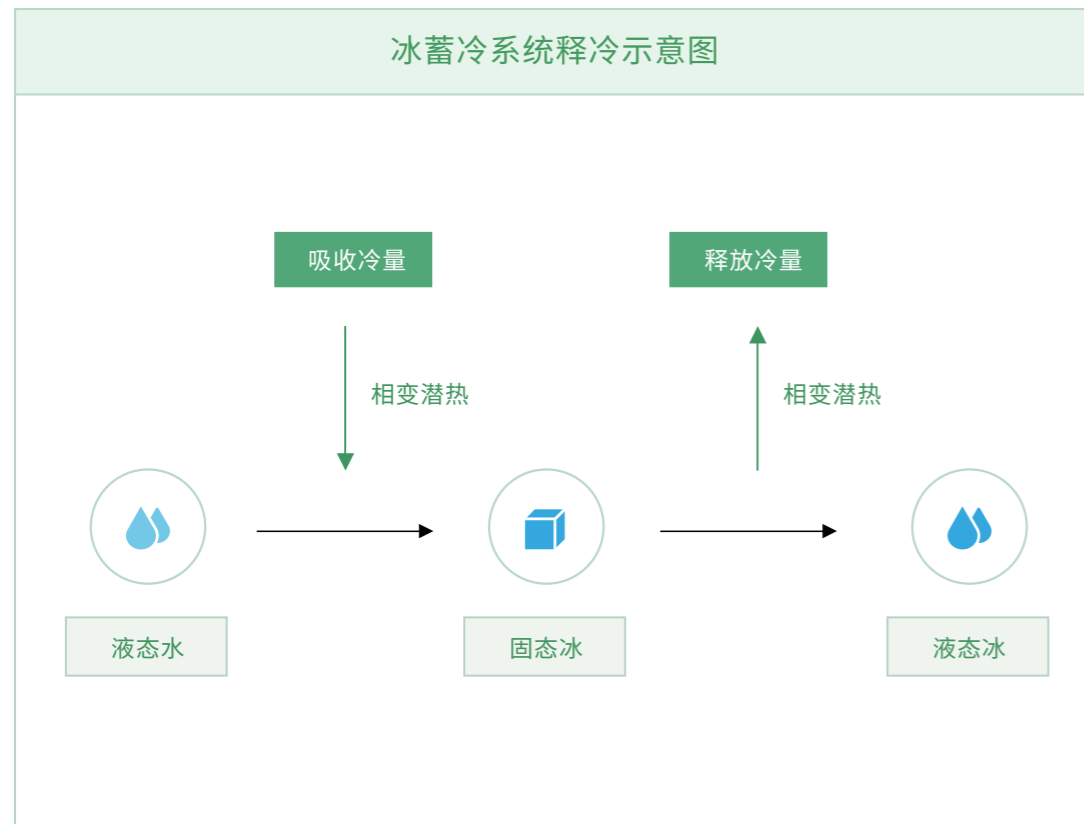 冰蓄冷系统释冷示意图
吸收冷量
释放冷量
相变潜热
相变潜热
液态水
固态冰
液态冰